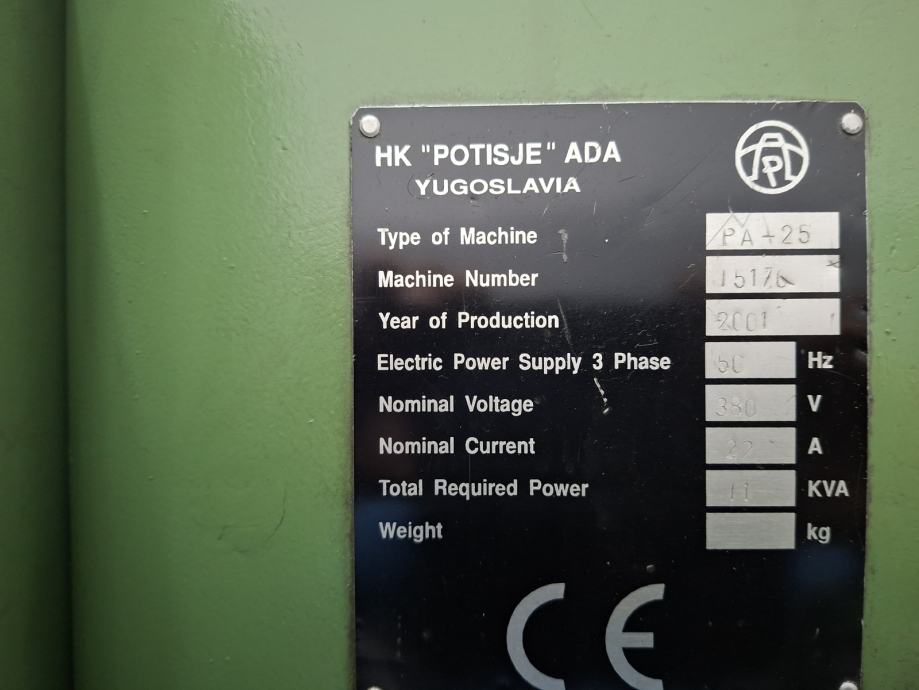 HK "POTISJE" ADA
YUGOSLAVIA
Type of Machine PA-25
Machine Number 15176
Year of Production 2001
Electric Power Supply 3 Phase 50 Hz
Nominal Voltage 380 V
Nominal Current 22 A
Total Required Power 11 KVA
Weight kg
CE